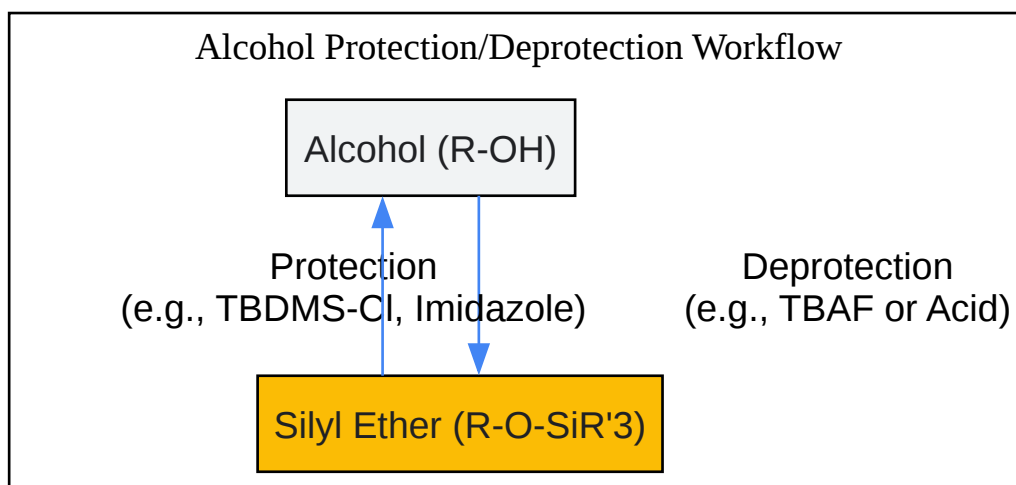 Alcohol Protection/Deprotection Workflow
Alcohol (R-OH)
Protection
(e.g., TBDMS-Cl, Imidazole)
Deprotection
(e.g., TBAF or Acid)
Silyl Ether (R-O-SiR'3)